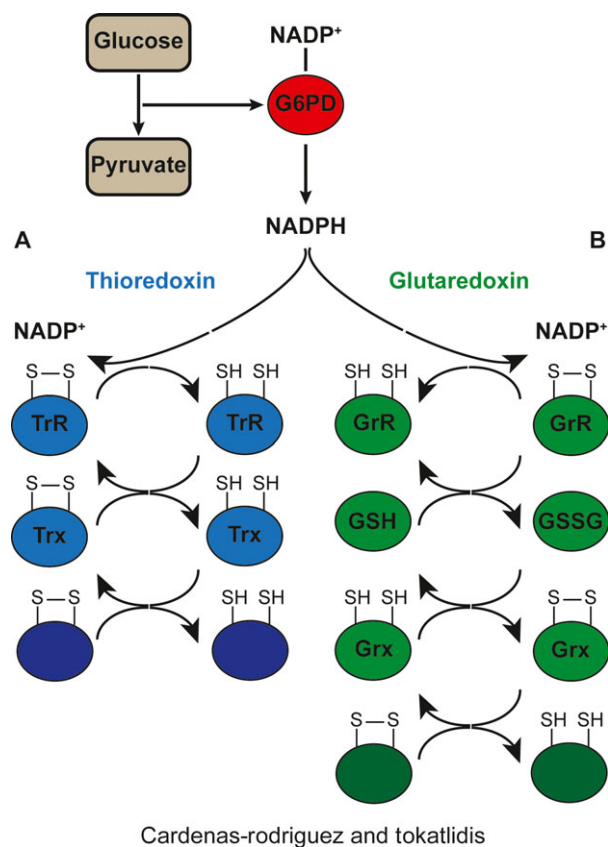 Glucose
NADP⁺
G6PD
Pyruvate
NADPH
A
B
Thioredoxin
Glutaredoxin
NADP⁺
NADP⁺
S—S
SH SH
SH SH
S—S
TrR
TrR
GrR
GrR
S—S
SH SH
Trx
Trx
GSH
GSSG
S—S
SH SH
SH SH
S—S
Grx
Grx
S—S
SH SH
Cardenas-rodriguez and tokatlidis